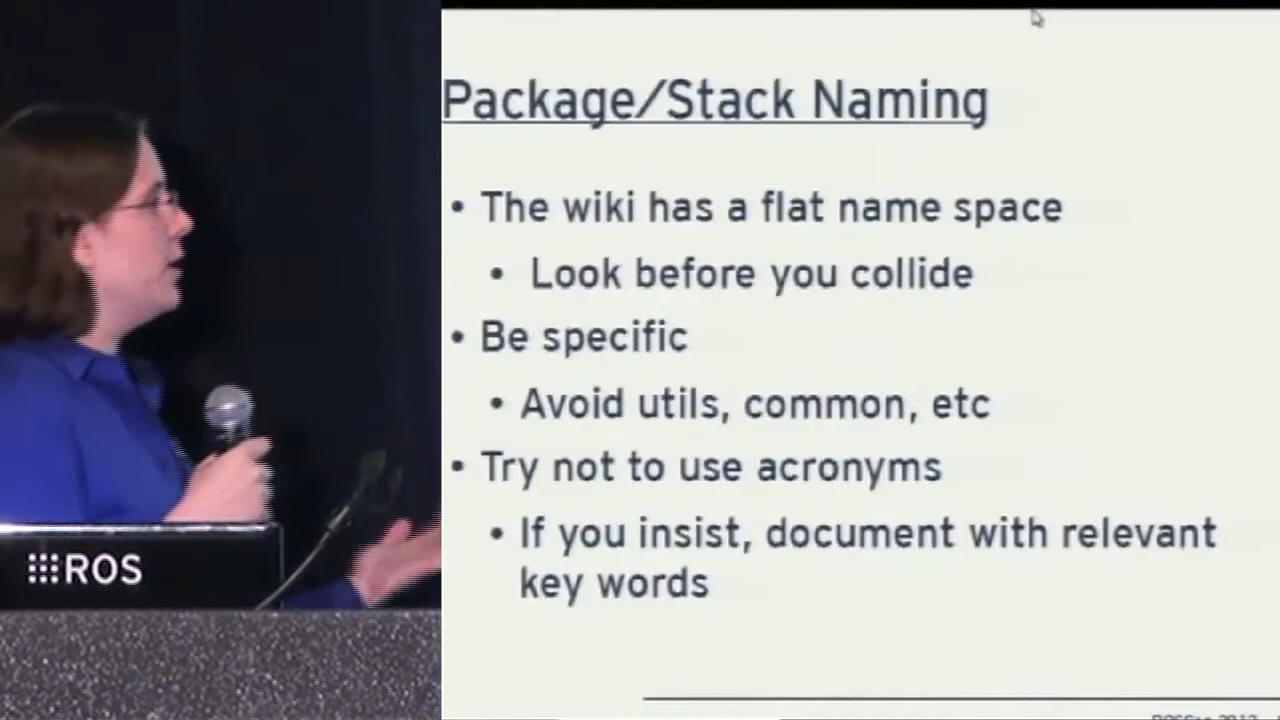 Package/Stack Naming
• The wiki has a flat name space
• Look before you collide
• Be specific
• Avoid utils, common, etc
• Try not to use acronyms
• If you insist, document with relevant
key words
ROS